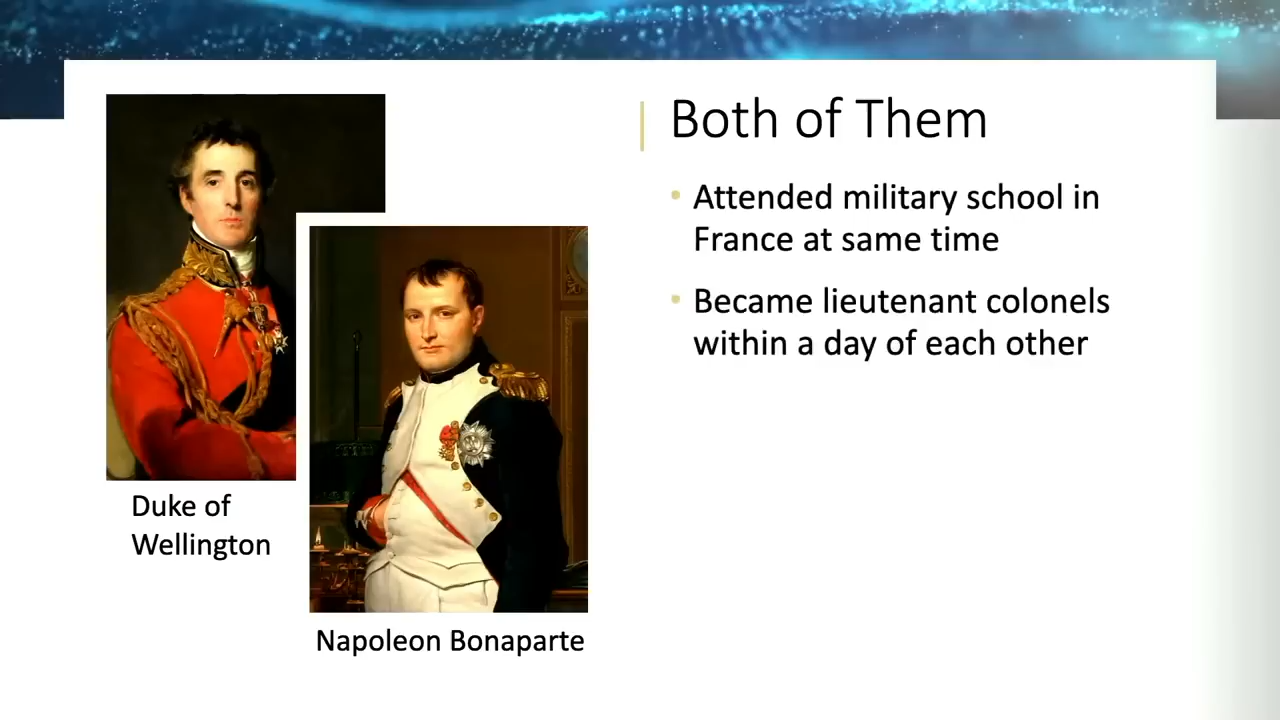 Both of Them
• Attended military school in
France at same time
• Became lieutenant colonels
within a day of each other
Duke of
Wellington
Napoleon Bonaparte